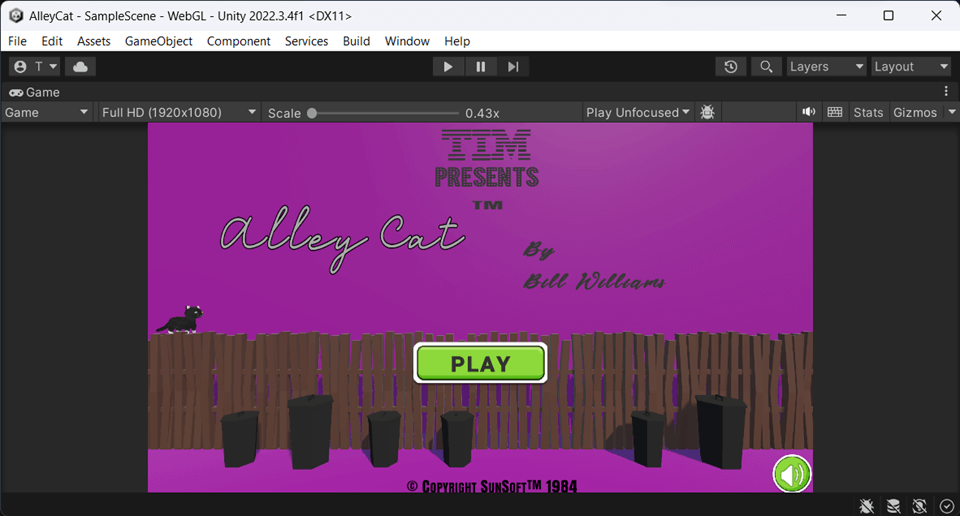 AlleyCat - SampleScene - WebGL - Unity 2022.3.4f1 <DX11>
File Edit Assets GameObject Component Services Build Window Help
T Layers Layout
Game
Game Full HD (1920x1080) Scale 0.43x Play Unfocused Stats Gizmos
TIM
PRESENTS
TM
Alley Cat
By
Bill Williams
PLAY
© COPYRIGHT SUNSOFT™ 1984